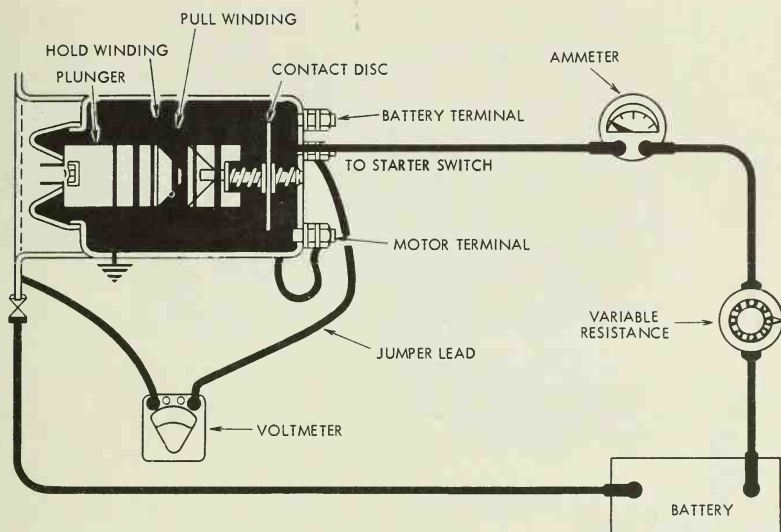 PULL WINDING
HOLD WINDING
PLUNGER
CONTACT DISC
AMMETER
BATTERY TERMINAL
TO STARTER SWITCH
MOTOR TERMINAL
VARIABLE
RESISTANCE
JUMPER LEAD
VOLTMETER
BATTERY